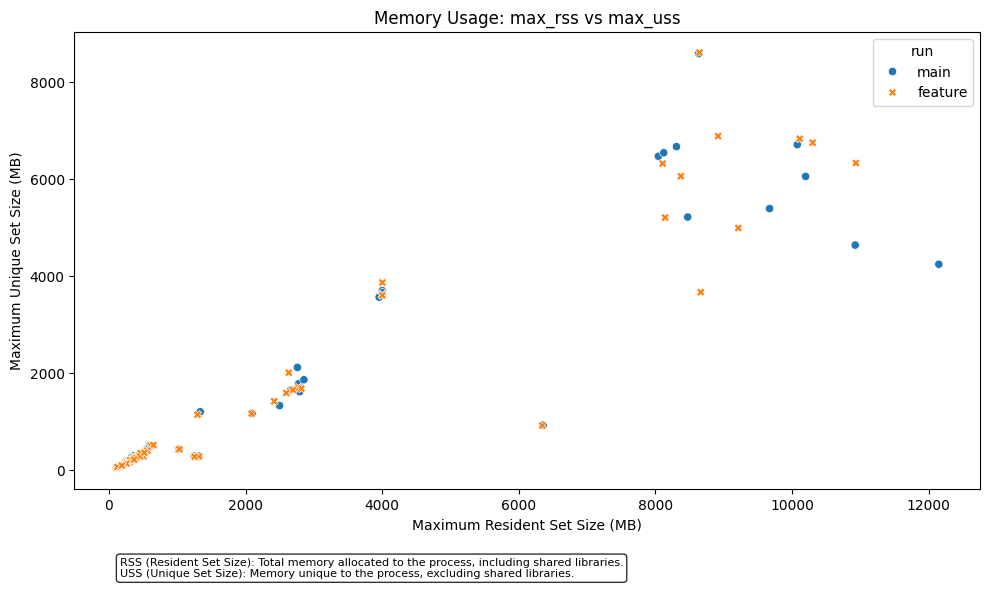 Memory Usage: max_rss vs max_uss
run
main
feature
8000
6000
4000
2000
0
Maximum Unique Set Size (MB)
0 2000 4000 6000 8000 10000 12000
Maximum Resident Set Size (MB)
RSS (Resident Set Size): Total memory allocated to the process, including shared libraries.
USS (Unique Set Size): Memory unique to the process, excluding shared libraries.